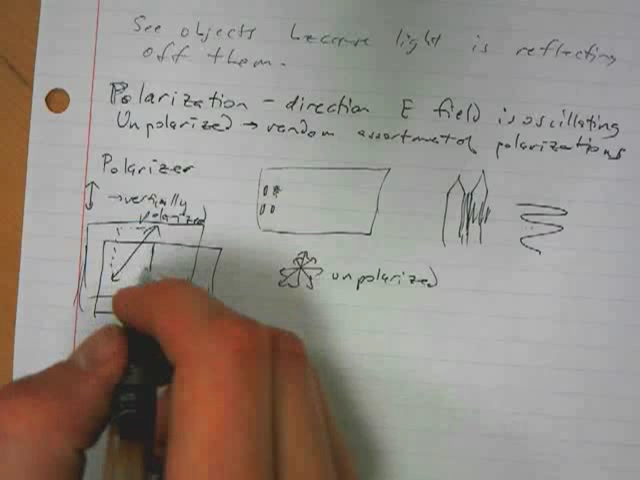 See objects because light is reflecting
off them.
Polarization - direction E field is oscillating
Unpolarized → random assortment of polarizations
Polarizer
→ vertically
polarized
unpolarized